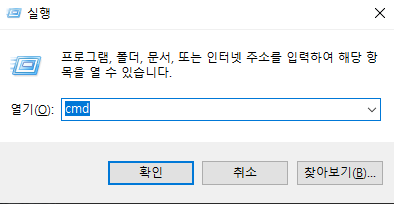 실행
프로그램, 폴더, 문서, 또는 인터넷 주소를 입력하여 해당 항
목을 열 수 있습니다.
열기(O): cmd
확인 취소 찾아보기(B)...